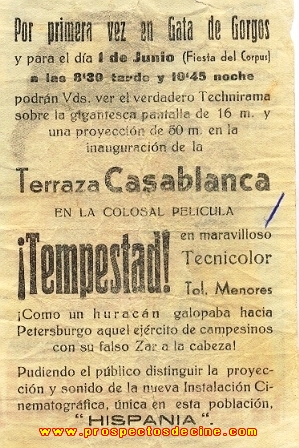 Por primera vez en Gata de Gorgos
y para el día 1 de Junio (Fiesta del Corpus)
a las 8'30 tarde y 10'45 noche
podrán Vds. ver el verdadero Technirama
sobre la gigantesca pantalla de 16 m. y
una proyección de 50 m. en la
inauguración de la
Terraza Casablanca
EN LA COLOSAL PELICULA
¡Tempestad!
en maravilloso
Tecnicolor
Tol. Menores
¡Como un huracán galopaba hacia
Petersburgo aquel ejército de campesinos
con su falso Zar a la cabeza!
Pudiendo el público distinguir la proyec-
ción y sonido de la nueva Instalación Ci-
nematográfica, única en esta población,
"HISPANIA"
www.prospectosdecine.com